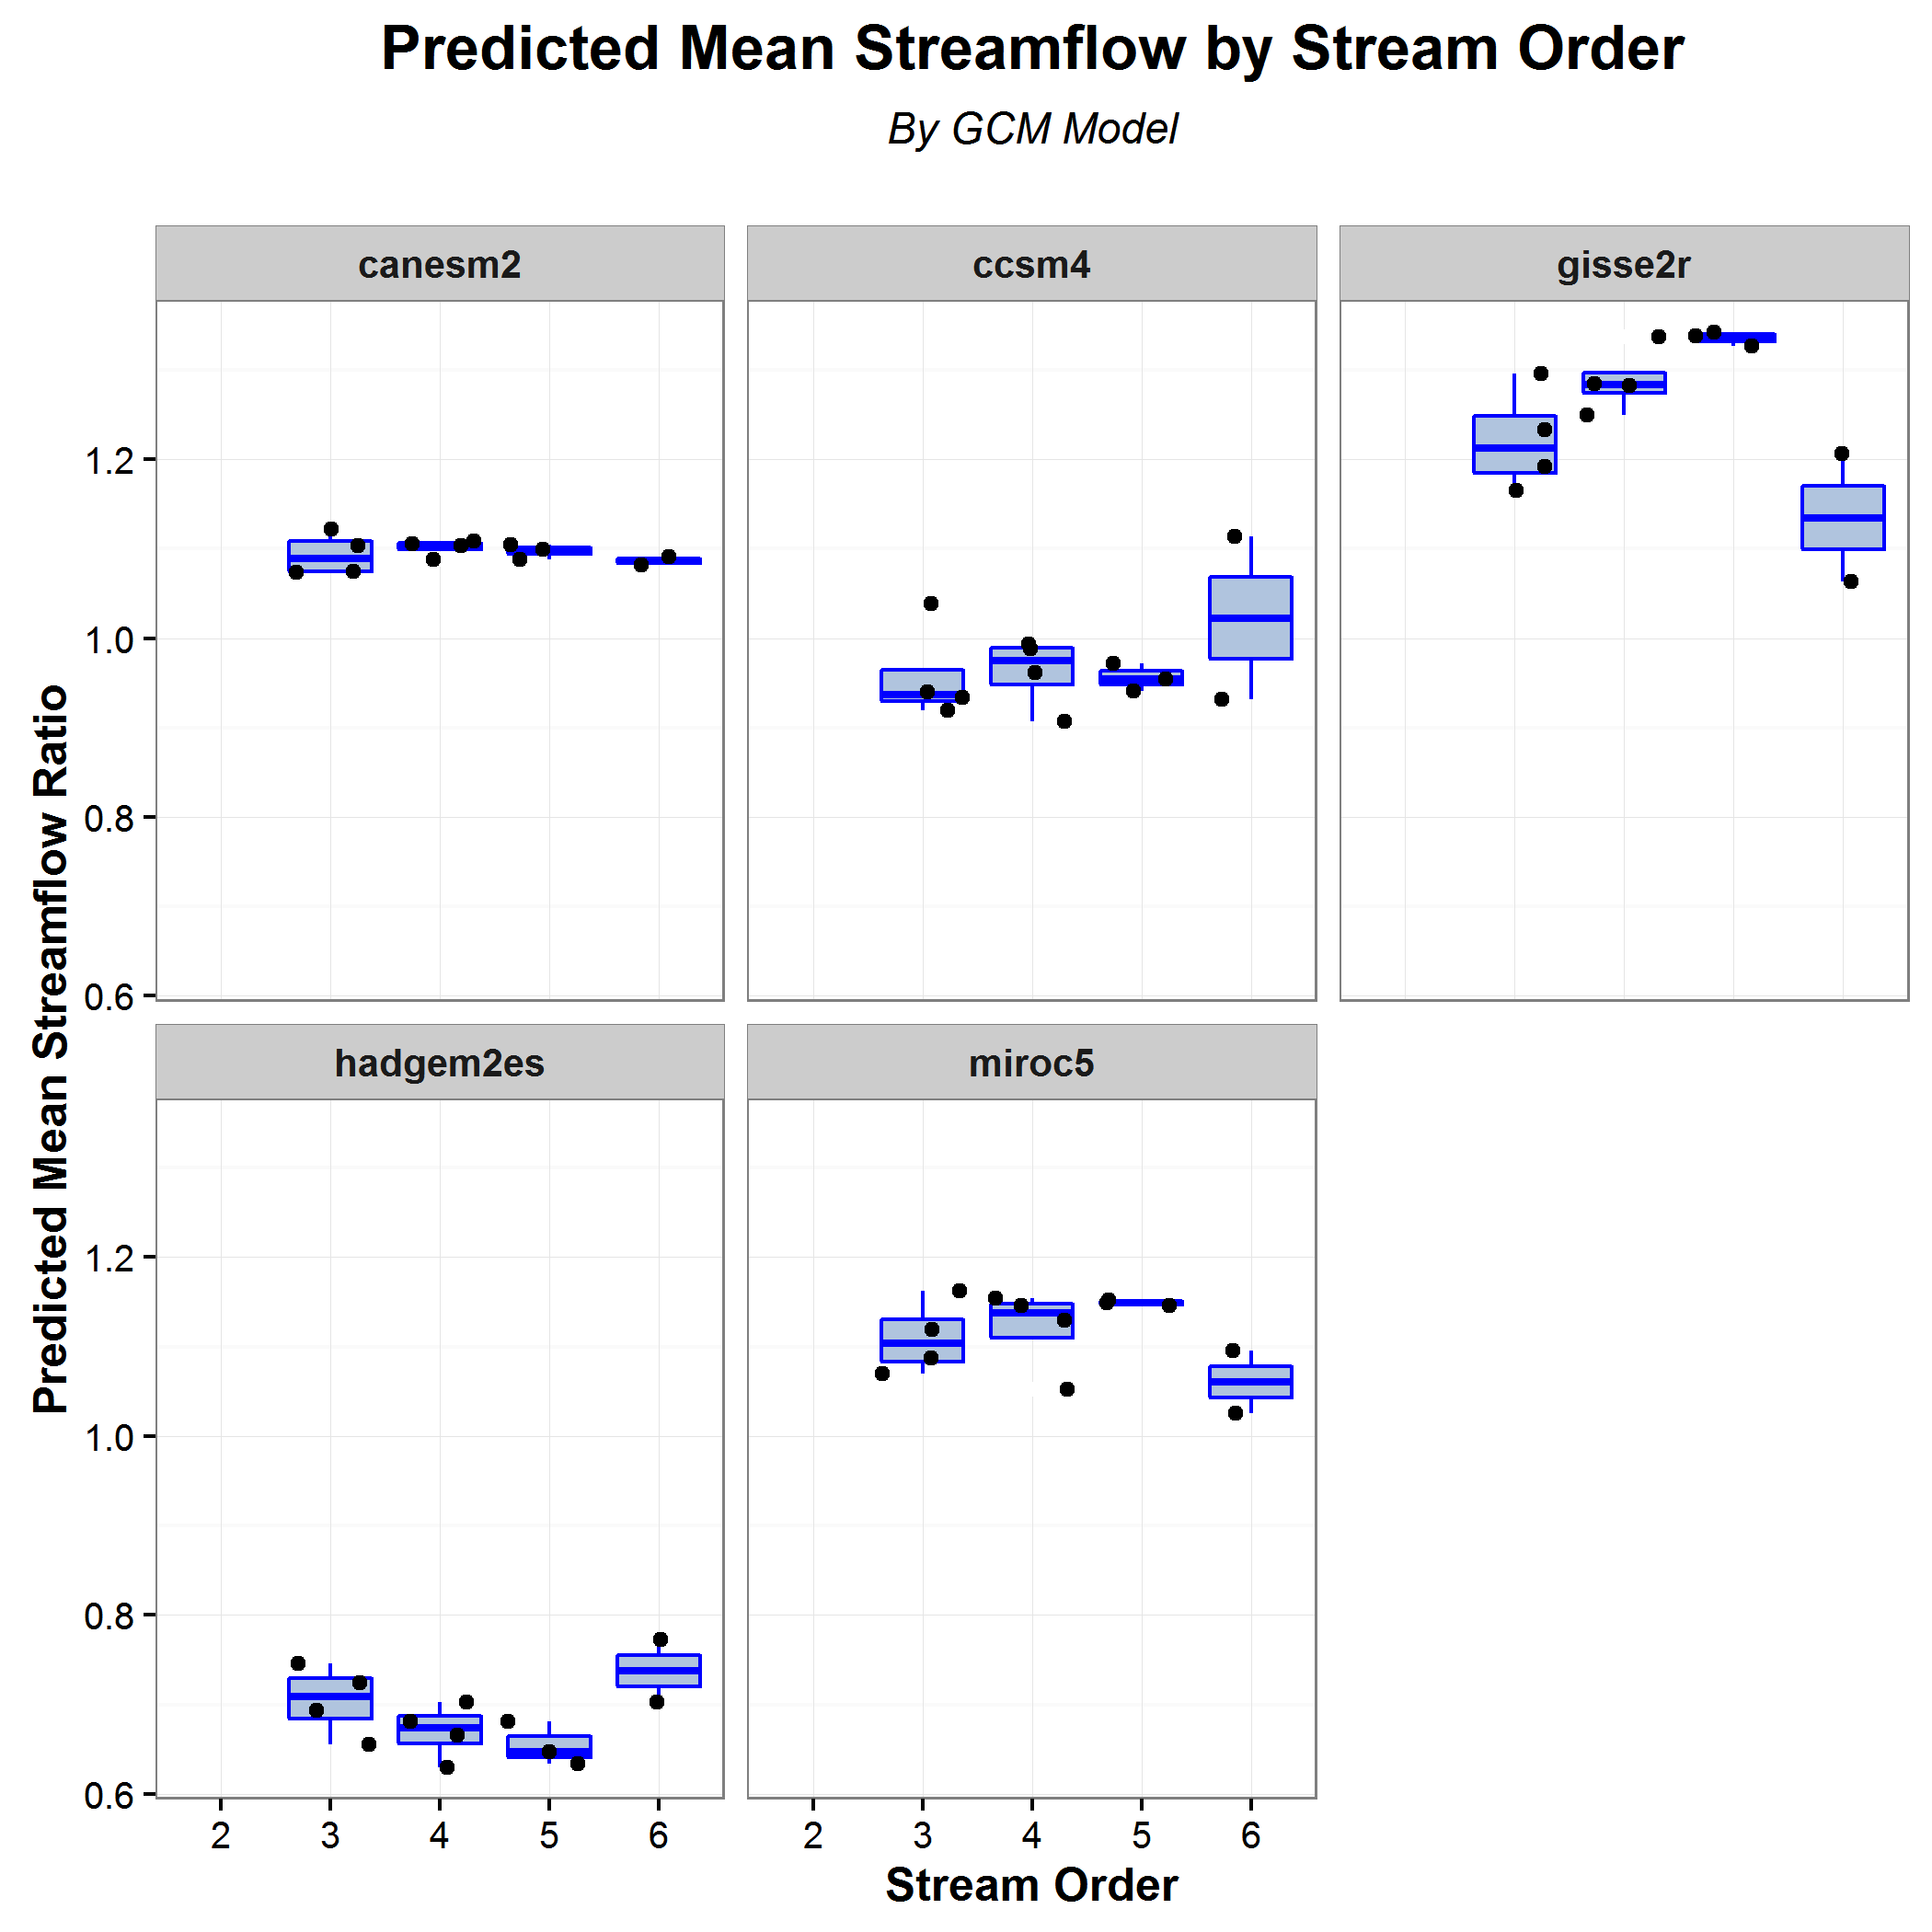 Predicted Mean Streamflow by Stream Order
By GCM Model
canesm2
ccsm4
gisse2r
1.2
1.0
0.8
0.6
Predicted Mean Streamflow Ratio
hadgem2es
miroc5
1.2
1.0
0.8
0.6
2 3 4 5 6
2 3 4 5 6
Stream Order